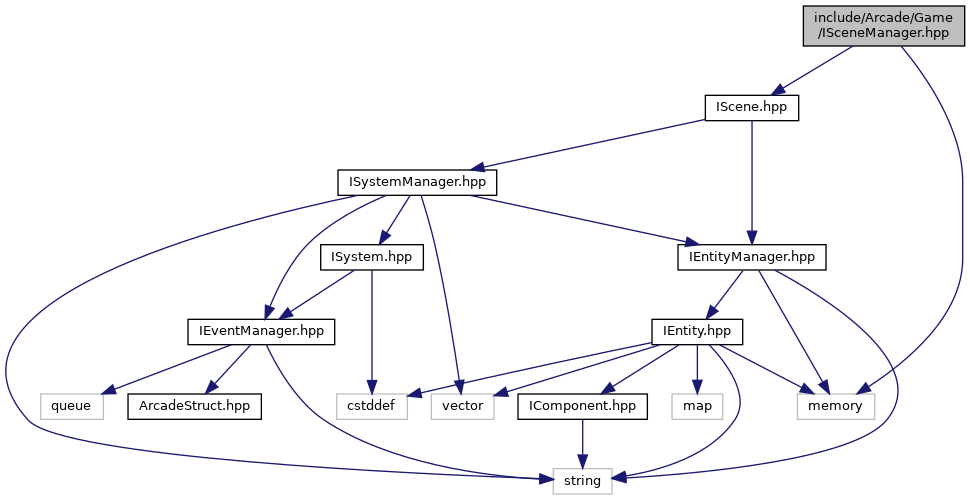 include/Arcade/Game
/ISceneManager.hpp
IScene.hpp
ISystemManager.hpp
ISystem.hpp
IEntityManager.hpp
IEventManager.hpp
IEntity.hpp
queue
ArcadeStruct.hpp
cstddef
vector
IComponent.hpp
map
memory
string